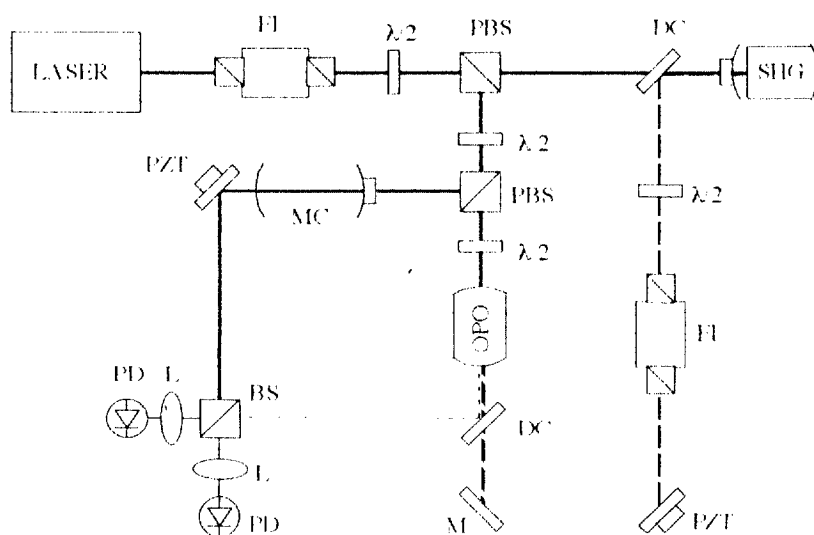 FI
λ/2
PBS
DC
LASER
SHG
λ/2
PZT
MC
PBS
λ/2
λ/2
OPO
FI
PD
L
BS
DC
L
M
PD
PZT